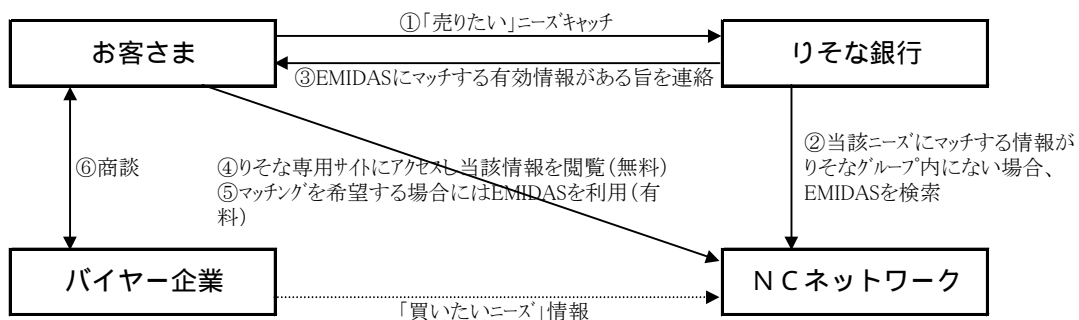 ①「売りたい」ニーズキャッチ
お客さま
りそな銀行
③EMIDASにマッチする有効情報がある旨を連絡
②当該ニーズにマッチする情報が
りそなグループ内にない場合、
EMIDASを検索
⑥商談
④りそな専用サイトにアクセスし当該情報を閲覧(無料)
⑤マッチングを希望する場合にはEMIDASを利用(有
料)
バイヤー企業
NCネットワーク
「買いたいニーズ」情報